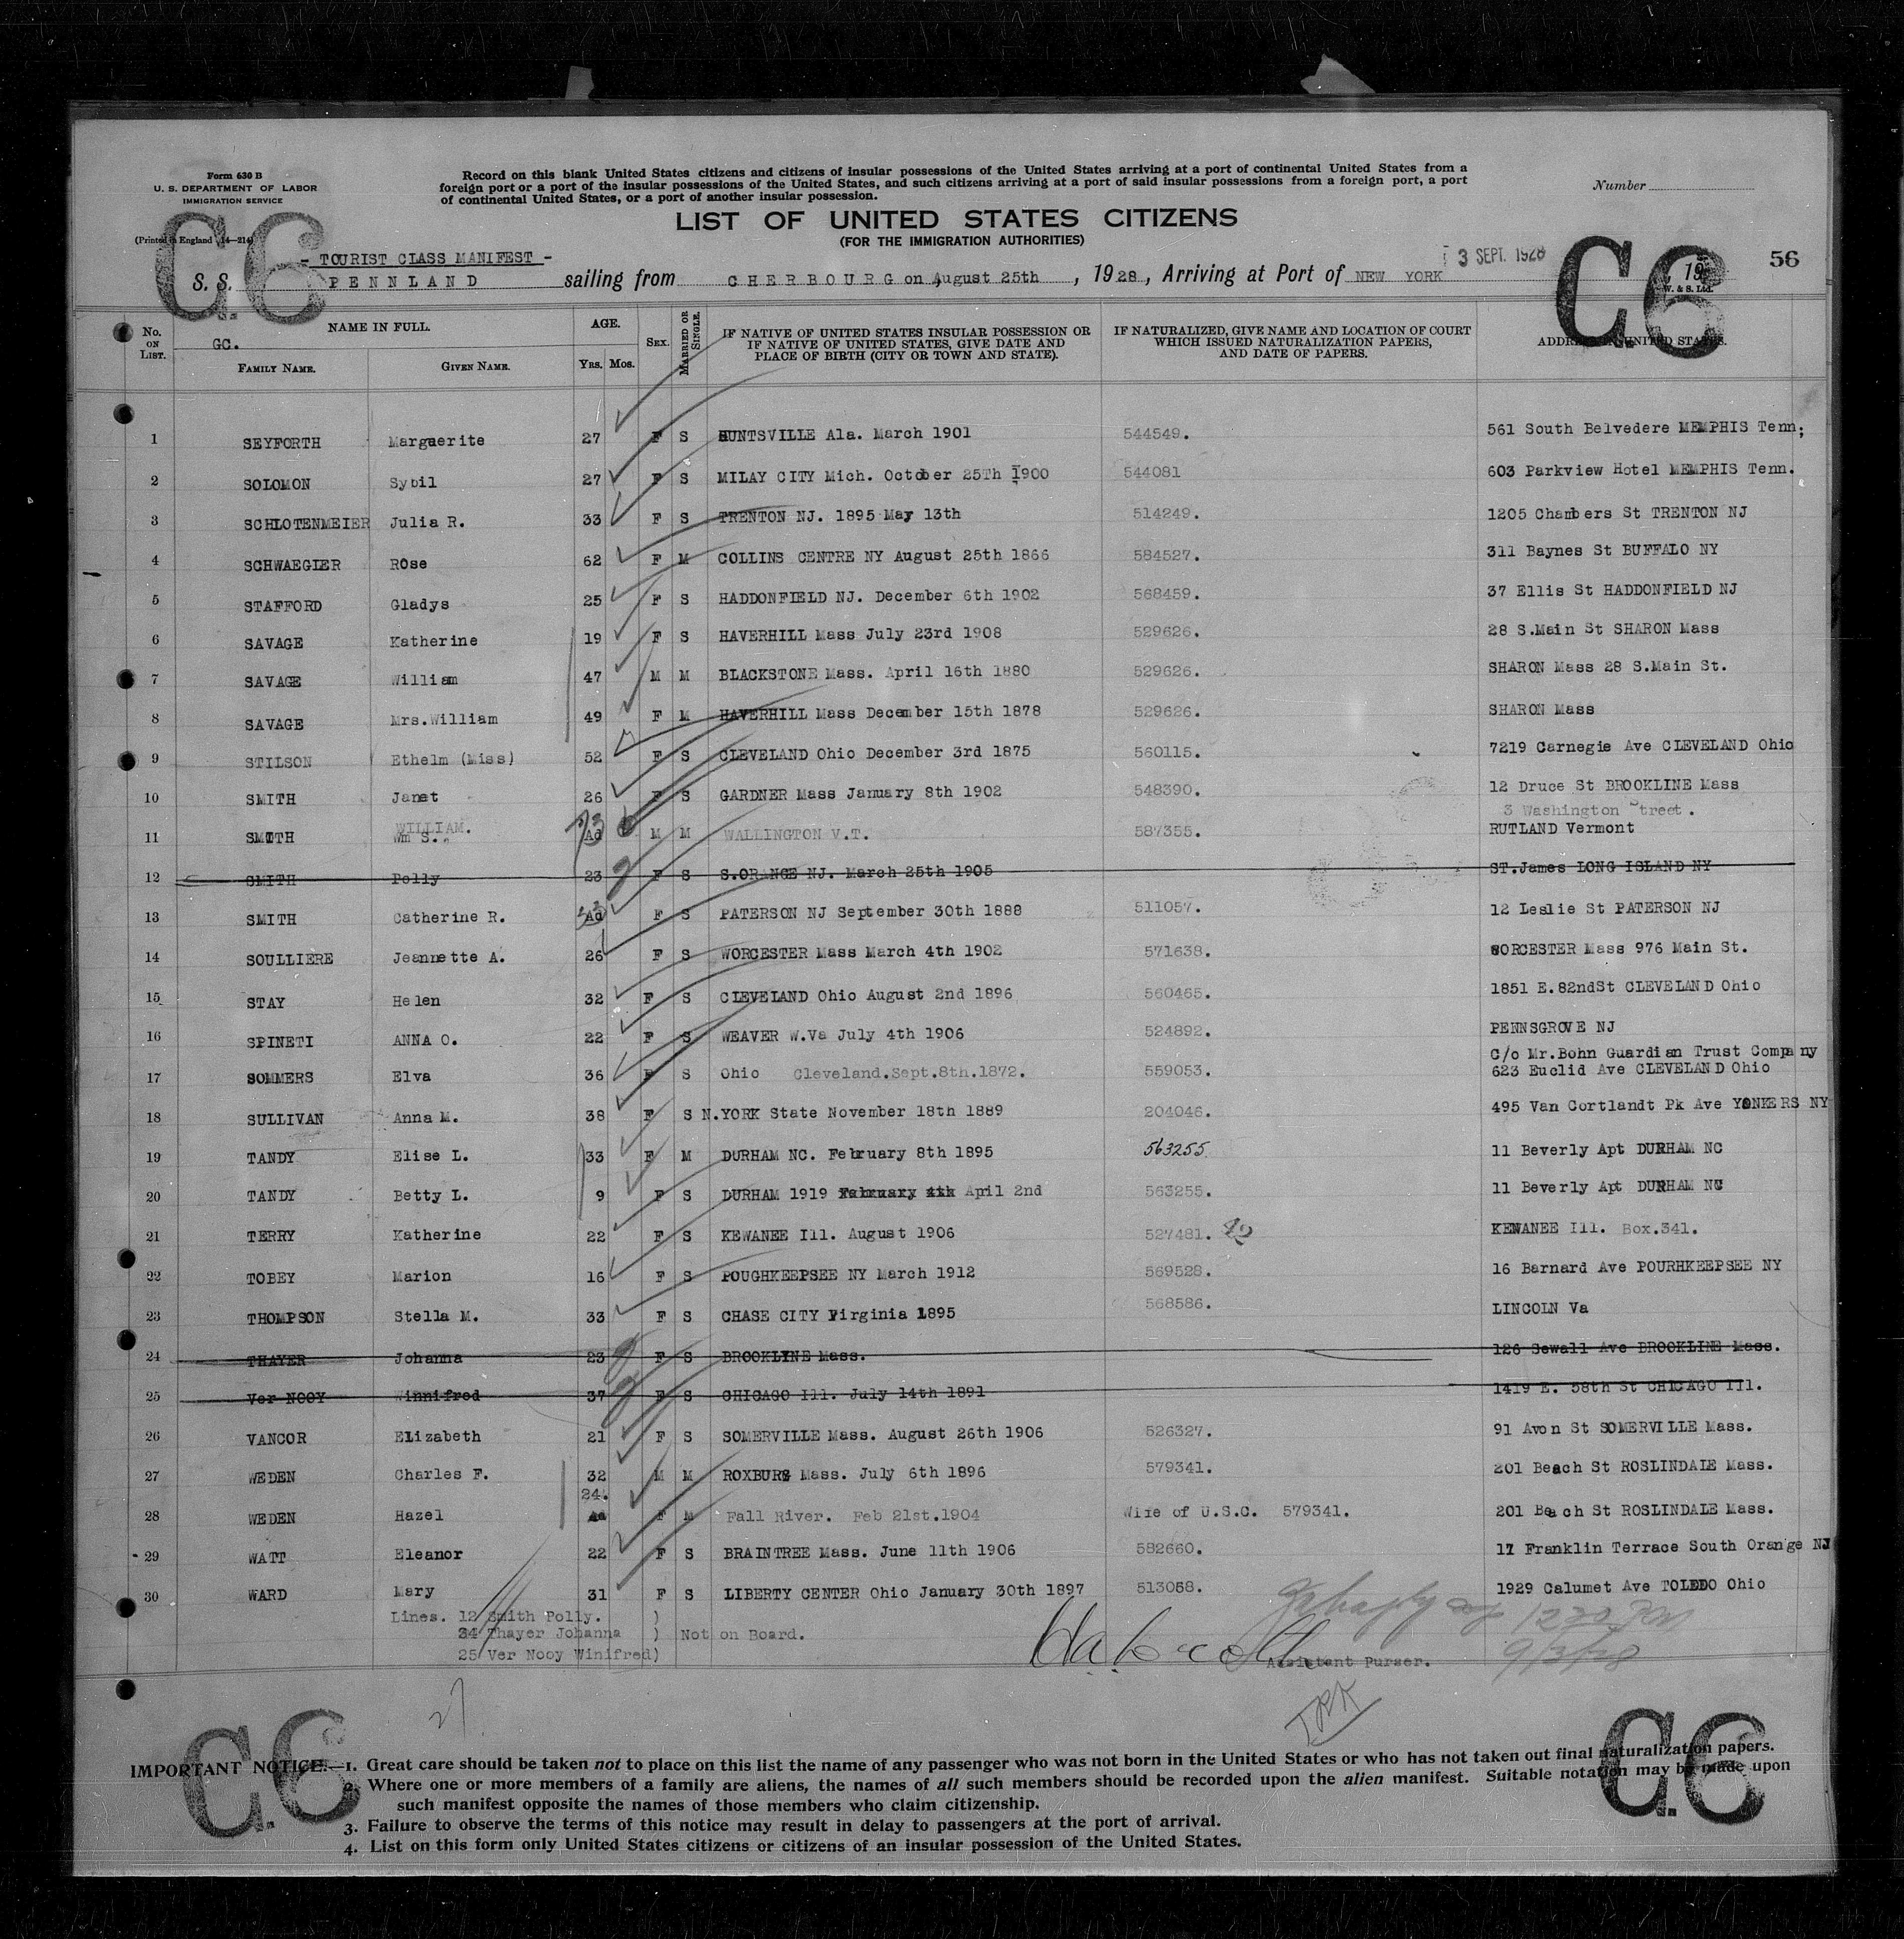 Form 630 B
U. S. DEPARTMENT OF LABOR
IMMIGRATION SERVICE
(Printed in England 14—214)
Record on this blank United States citizens and citizens of insular possessions of the United States arriving at a port of continental United States from a
foreign port or a port of the insular possessions of the United States, and such citizens arriving at a port of said insular possessions from a foreign port, a port
of continental United States, or a port of another insular possession.
Number
LIST OF UNITED STATES CITIZENS
(FOR THE IMMIGRATION AUTHORITIES)
C6
C6
- TOURIST CLASS MANIFEST -
S. S. PENNLAND sailing from CHERBOURG on August 25th, 1928, Arriving at Port of NEW YORK 3 SEPT. 1928 19 56
W. & S. Ltd.
No. ON LIST. NAME IN FULL. AGE. SEX. MARRIED OR SINGLE. IF NATIVE OF UNITED STATES INSULAR POSSESSION OR IF NATIVE OF UNITED STATES, GIVE DATE AND PLACE OF BIRTH (CITY OR TOWN AND STATE). IF NATURALIZED, GIVE NAME AND LOCATION OF COURT WHICH ISSUED NATURALIZATION PAPERS, AND DATE OF PAPERS. ADDRESS IN UNITED STATES.
GC.
FAMILY NAME. GIVEN NAME. YRS. MOS.
1 SEYFORTH Marguerite 27 F S HUNTSVILLE Ala. March 1901 544549. 561 South Belvedere MEMPHIS Tenn;
2 SOLOMON Sybil 27 F S MILAY CITY Mich. October 25Th 1900 544081 603 Parkview Hotel MEMPHIS Tenn.
3 SCHLOTENMEIER Julia R. 33 F S TRENTON NJ. 1895 May 13th 514249. 1205 Chambers St TRENTON NJ
4 SCHWAEGLER ROse 62 F M COLLINS CENTRE NY August 25th 1866 584527. 311 Baynes St BUFFALO NY
5 STAFFORD Gladys 25 F S HADDONFIELD NJ. December 6th 1902 568459. 37 Ellis St HADDONFIELD NJ
6 SAVAGE Katherine 19 F S HAVERHILL Mass July 23rd 1908 529626. 28 S.Main St SHARON Mass
7 SAVAGE William 47 M M BLACKSTONE Mass. April 16th 1880 529626. SHARON Mass 28 S.Main St.
8 SAVAGE Mrs.William 49 F M HAVERHILL Mass December 15th 1878 529626. SHARON Mass
9 STILSON Ethelm (Miss) 52 F S CLEVELAND Ohio December 3rd 1875 560115. 7219 Carnegie Ave CLEVELAND Ohio
10 SMITH Janet 26 F S GARDNER Mass January 8th 1902 548390. 12 Druce St BROOKLINE Mass
3 Washington Street.
11 SMITH WILLIAM. Wm S. Ad 73 M M WALLINGTON V.T. 587355. RUTLAND Vermont
12 SMITH Polly 23 F S S.ORANGE NJ. March 25th 1905 ST.James LONG ISLAND NY
13 SMITH Catherine R. Ad F S PATERSON NJ September 30th 1888 511057. 12 Leslie St PATERSON NJ
14 SOULLIERE Jeannette A. 26 F S WORCESTER Mass March 4th 1902 571638. WORCESTER Mass 976 Main St.
15 STAY Helen 32 F S CLEVELAND Ohio August 2nd 1896 560465. 1851 E.82ndSt CLEVELAND Ohio
16 SPINETI ANNA O. 22 F S WEAVER W.Va July 4th 1906 524892. PENNSGROVE NJ
C/o Mr.Bohn Guardian Trust Company
17 SOMMERS Elva 36 F S Ohio Cleveland.Sept.8th.1872. 559053. 623 Euclid Ave CLEVELAND Ohio
18 SULLIVAN Anna M. 38 F S N.YORK State November 18th 1889 204046. 495 Van Cortlandt Pk Ave YONKERS NY
19 TANDY Elise L. 33 F M DURHAM NC. February 8th 1895 563255 11 Beverly Apt DURHAM NC
20 TANDY Betty L. 9 F S DURHAM 1919 February 4th April 2nd 563255. 11 Beverly Apt DURHAM NC
21 TERRY Katherine 22 F S KEWANEE Ill. August 1906 527481. KEWANEE Ill. Box.341.
22 TOBEY Marion 16 F S POUGHKEEPSEE NY March 1912 569528. 16 Barnard Ave POURHKEEPSEE NY
23 THOMPSON Stella M. 33 F S CHASE CITY Virginia 1895 568586. LINCOLN Va
24 THAYER Johanna 23 F S BROOKLYNE Mass. 126 Sewall Ave BROOKLINE Mass.
25 Ver NOOY Winnifred 37 F S CHICAGO Ill. July 14th 1891 1419 E. 58th St CHICAGO Ill.
26 VANCOR Elizabeth 21 F S SOMERVILLE Mass. August 26th 1906 526327. 91 Avon St SOMERVILLE Mass.
27 WEDEN Charles F. 32 M M ROXBURG Mass. July 6th 1896 579341. 201 Beach St ROSLINDALE Mass.
24.
28 WEDEN Hazel F M Fall River. Feb 21st.1904 Wife of U.S.C. 579341. 201 Beach St ROSLINDALE Mass.
29 WATT Eleanor 22 F S BRAINTREE Mass. June 11th 1906 582660. 17 Franklin Terrace South Orange NJ
30 WARD Mary 31 F S LIBERTY CENTER Ohio January 30th 1897 513058. 1929 Calumet Ave TOLEDO Ohio
Lines. 12 Smith Polly. )
24 Thayer Johanna ) Not on Board.
25 Ver Nooy Winifred)
Assistant Purser.
1220 PM
9/3/28
27
C6
C6
IMPORTANT NOTICE.—1. Great care should be taken not to place on this list the name of any passenger who was not born in the United States or who has not taken out final naturalization papers.
2. Where one or more members of a family are aliens, the names of all such members should be recorded upon the alien manifest. Suitable notation may be made upon
such manifest opposite the names of those members who claim citizenship.
3. Failure to observe the terms of this notice may result in delay to passengers at the port of arrival.
4. List on this form only United States citizens or citizens of an insular possession of the United States.